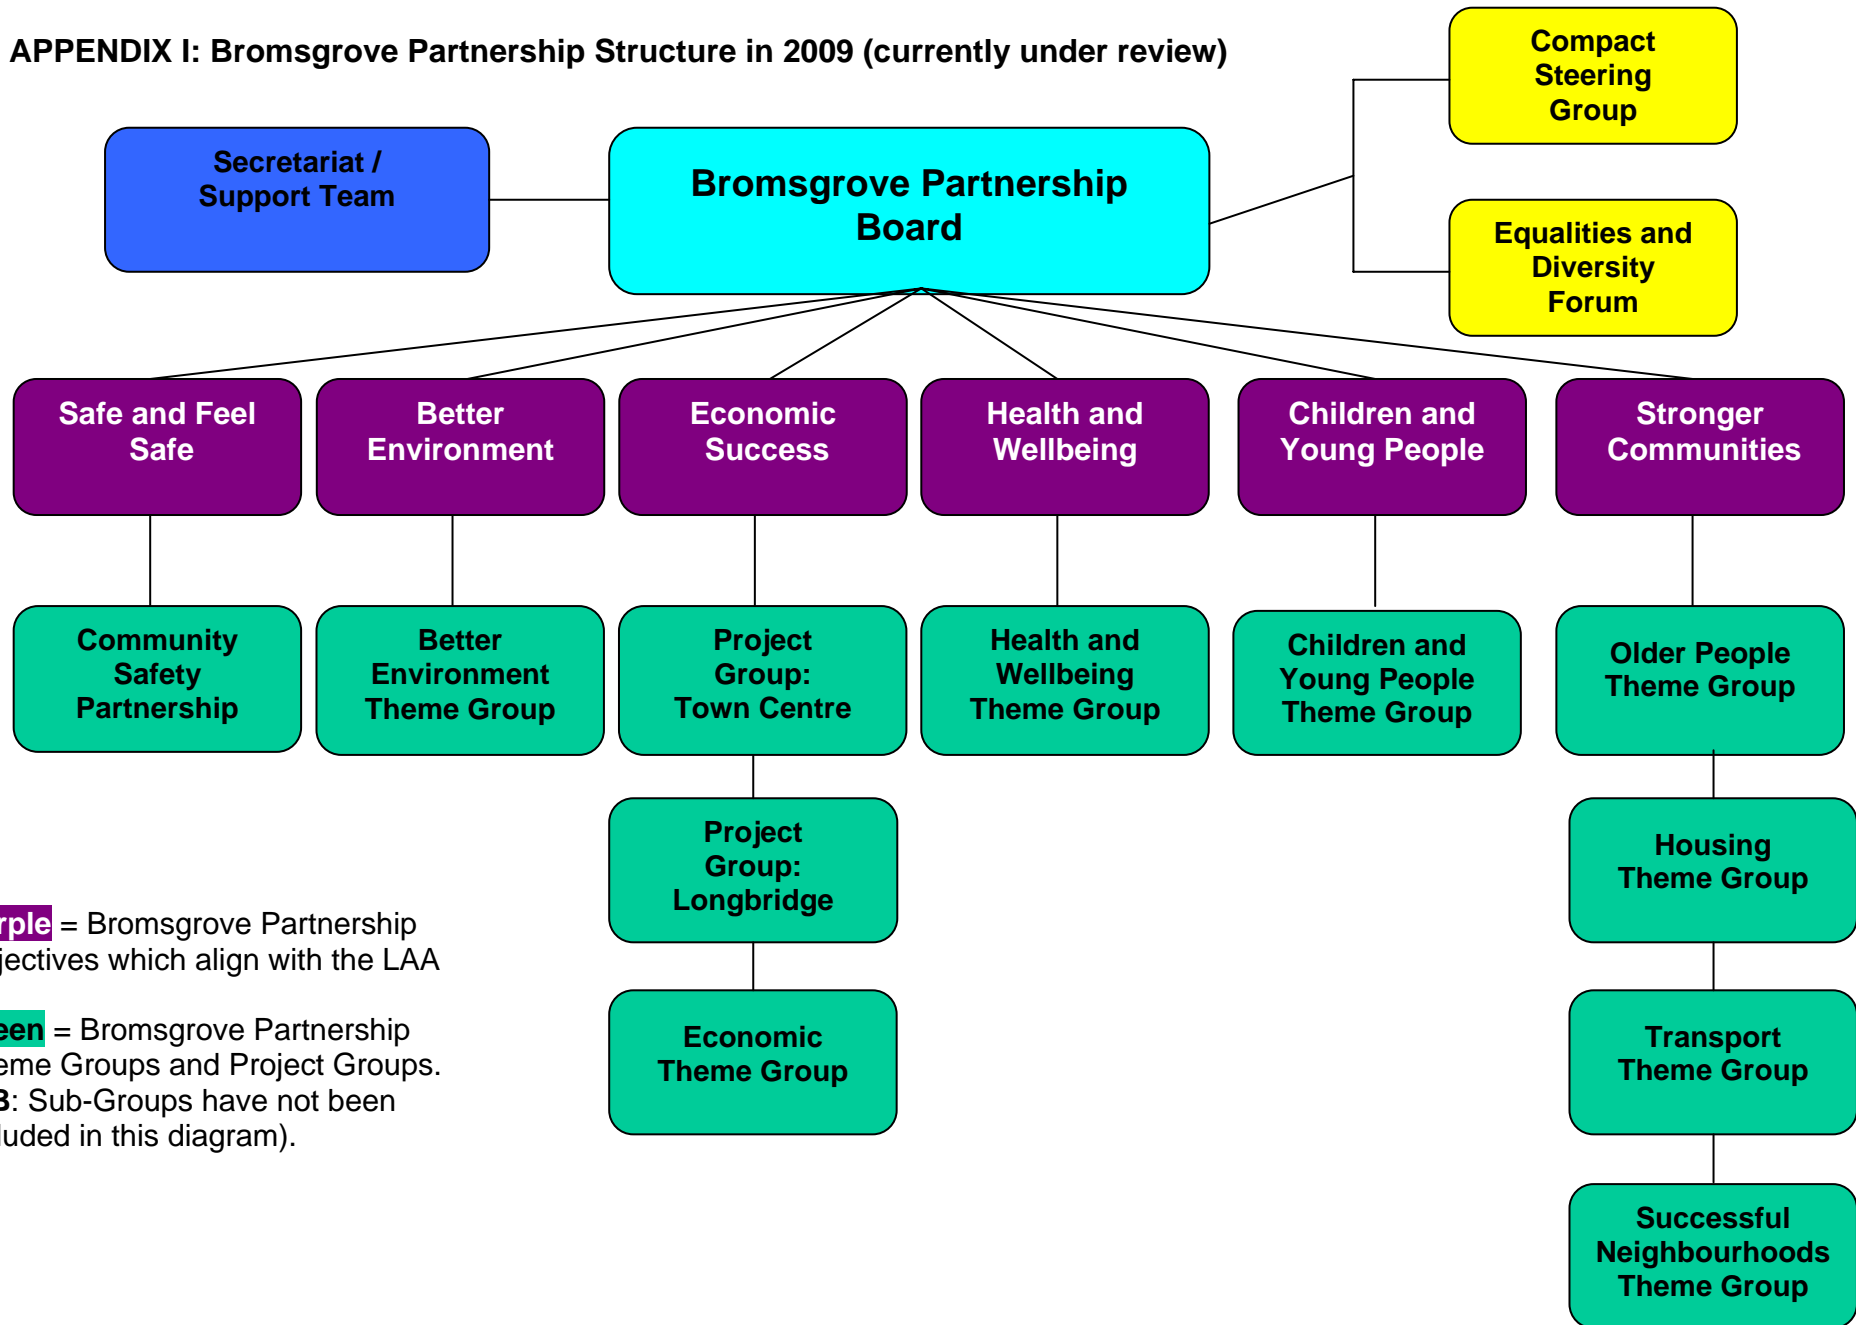 APPENDIX I: Bromsgrove Partnership Structure in 2009 (currently under review)
Compact
Steering
Group
Secretariat /
Support Team
Bromsgrove Partnership
Board
Equalities and
Diversity
Forum
Safe and Feel
Safe
Better
Environment
Economic
Success
Health and
Wellbeing
Children and
Young People
Stronger
Communities
Community
Safety
Partnership
Better
Environment
Theme Group
Project
Group:
Town Centre
Health and
Wellbeing
Theme Group
Children and
Young People
Theme Group
Older People
Theme Group
Project
Group:
Longbridge
Housing
Theme Group
Economic
Theme Group
Transport
Theme Group
Successful
Neighbourhoods
Theme Group
rple = Bromsgrove Partnership
jectives which align with the LAA
een = Bromsgrove Partnership
eme Groups and Project Groups.
B: Sub-Groups have not been
luded in this diagram).